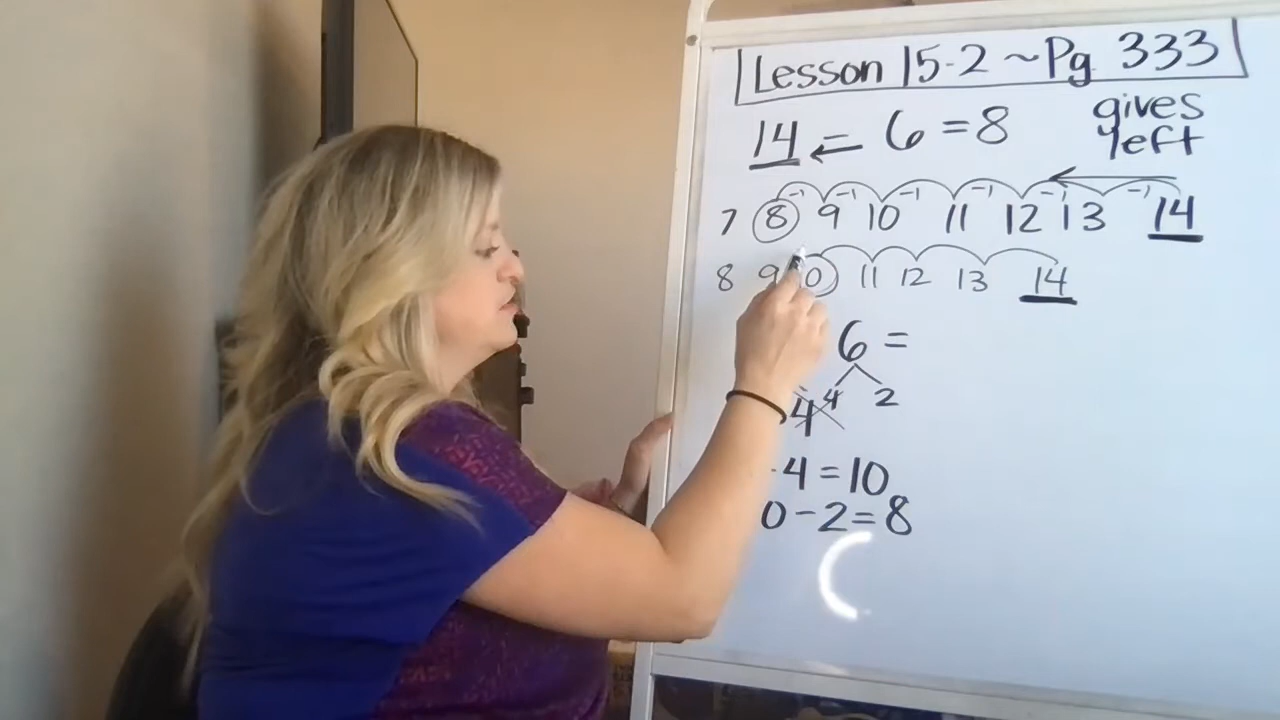 Lesson 15-2 ~ Pg 333
14 ← - 6 = 8 gives left
-1 -1 -1 -1 -1 -1
7 8 9 10 11 12 13 14
8 9 0 11 12 13 14
6 =
4 4 2
-4 = 10
0 - 2 = 8